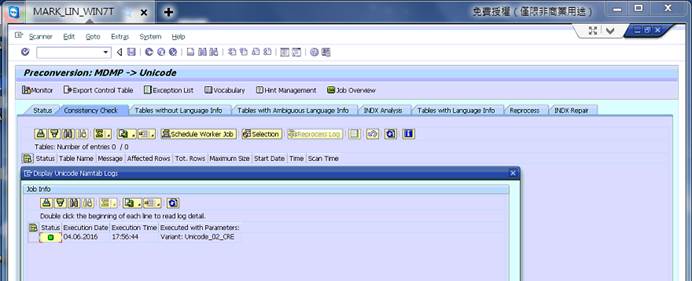 MARK_LIN_WIN7T
免費授權（僅限非商業用途）
Scanner Edit Goto Extras System Help
Preconversion: MDMP -> Unicode
Monitor Export Control Table Exception List Vocabulary Hint Management Job Overview
Status Consistency Check Tables without Language Info Tables with Ambiguous Language Info INDX Analysis Tables with Language Info Reprocess INDX Repair
Schedule Worker Job Selection Reprocess Log
Tables: Number of entries 0 / 0
Status Table Name Message Affected Rows Tot. Rows Maximum Size Start Date Time Scan Time
Display Unicode Namtab Logs
Job Info
Double click the beginning of each line to read log detail.
Status Execution Date Execution Time Executed with Parameters:
04.06.2016 17:56:44 Variant: Unicode_02_CRE